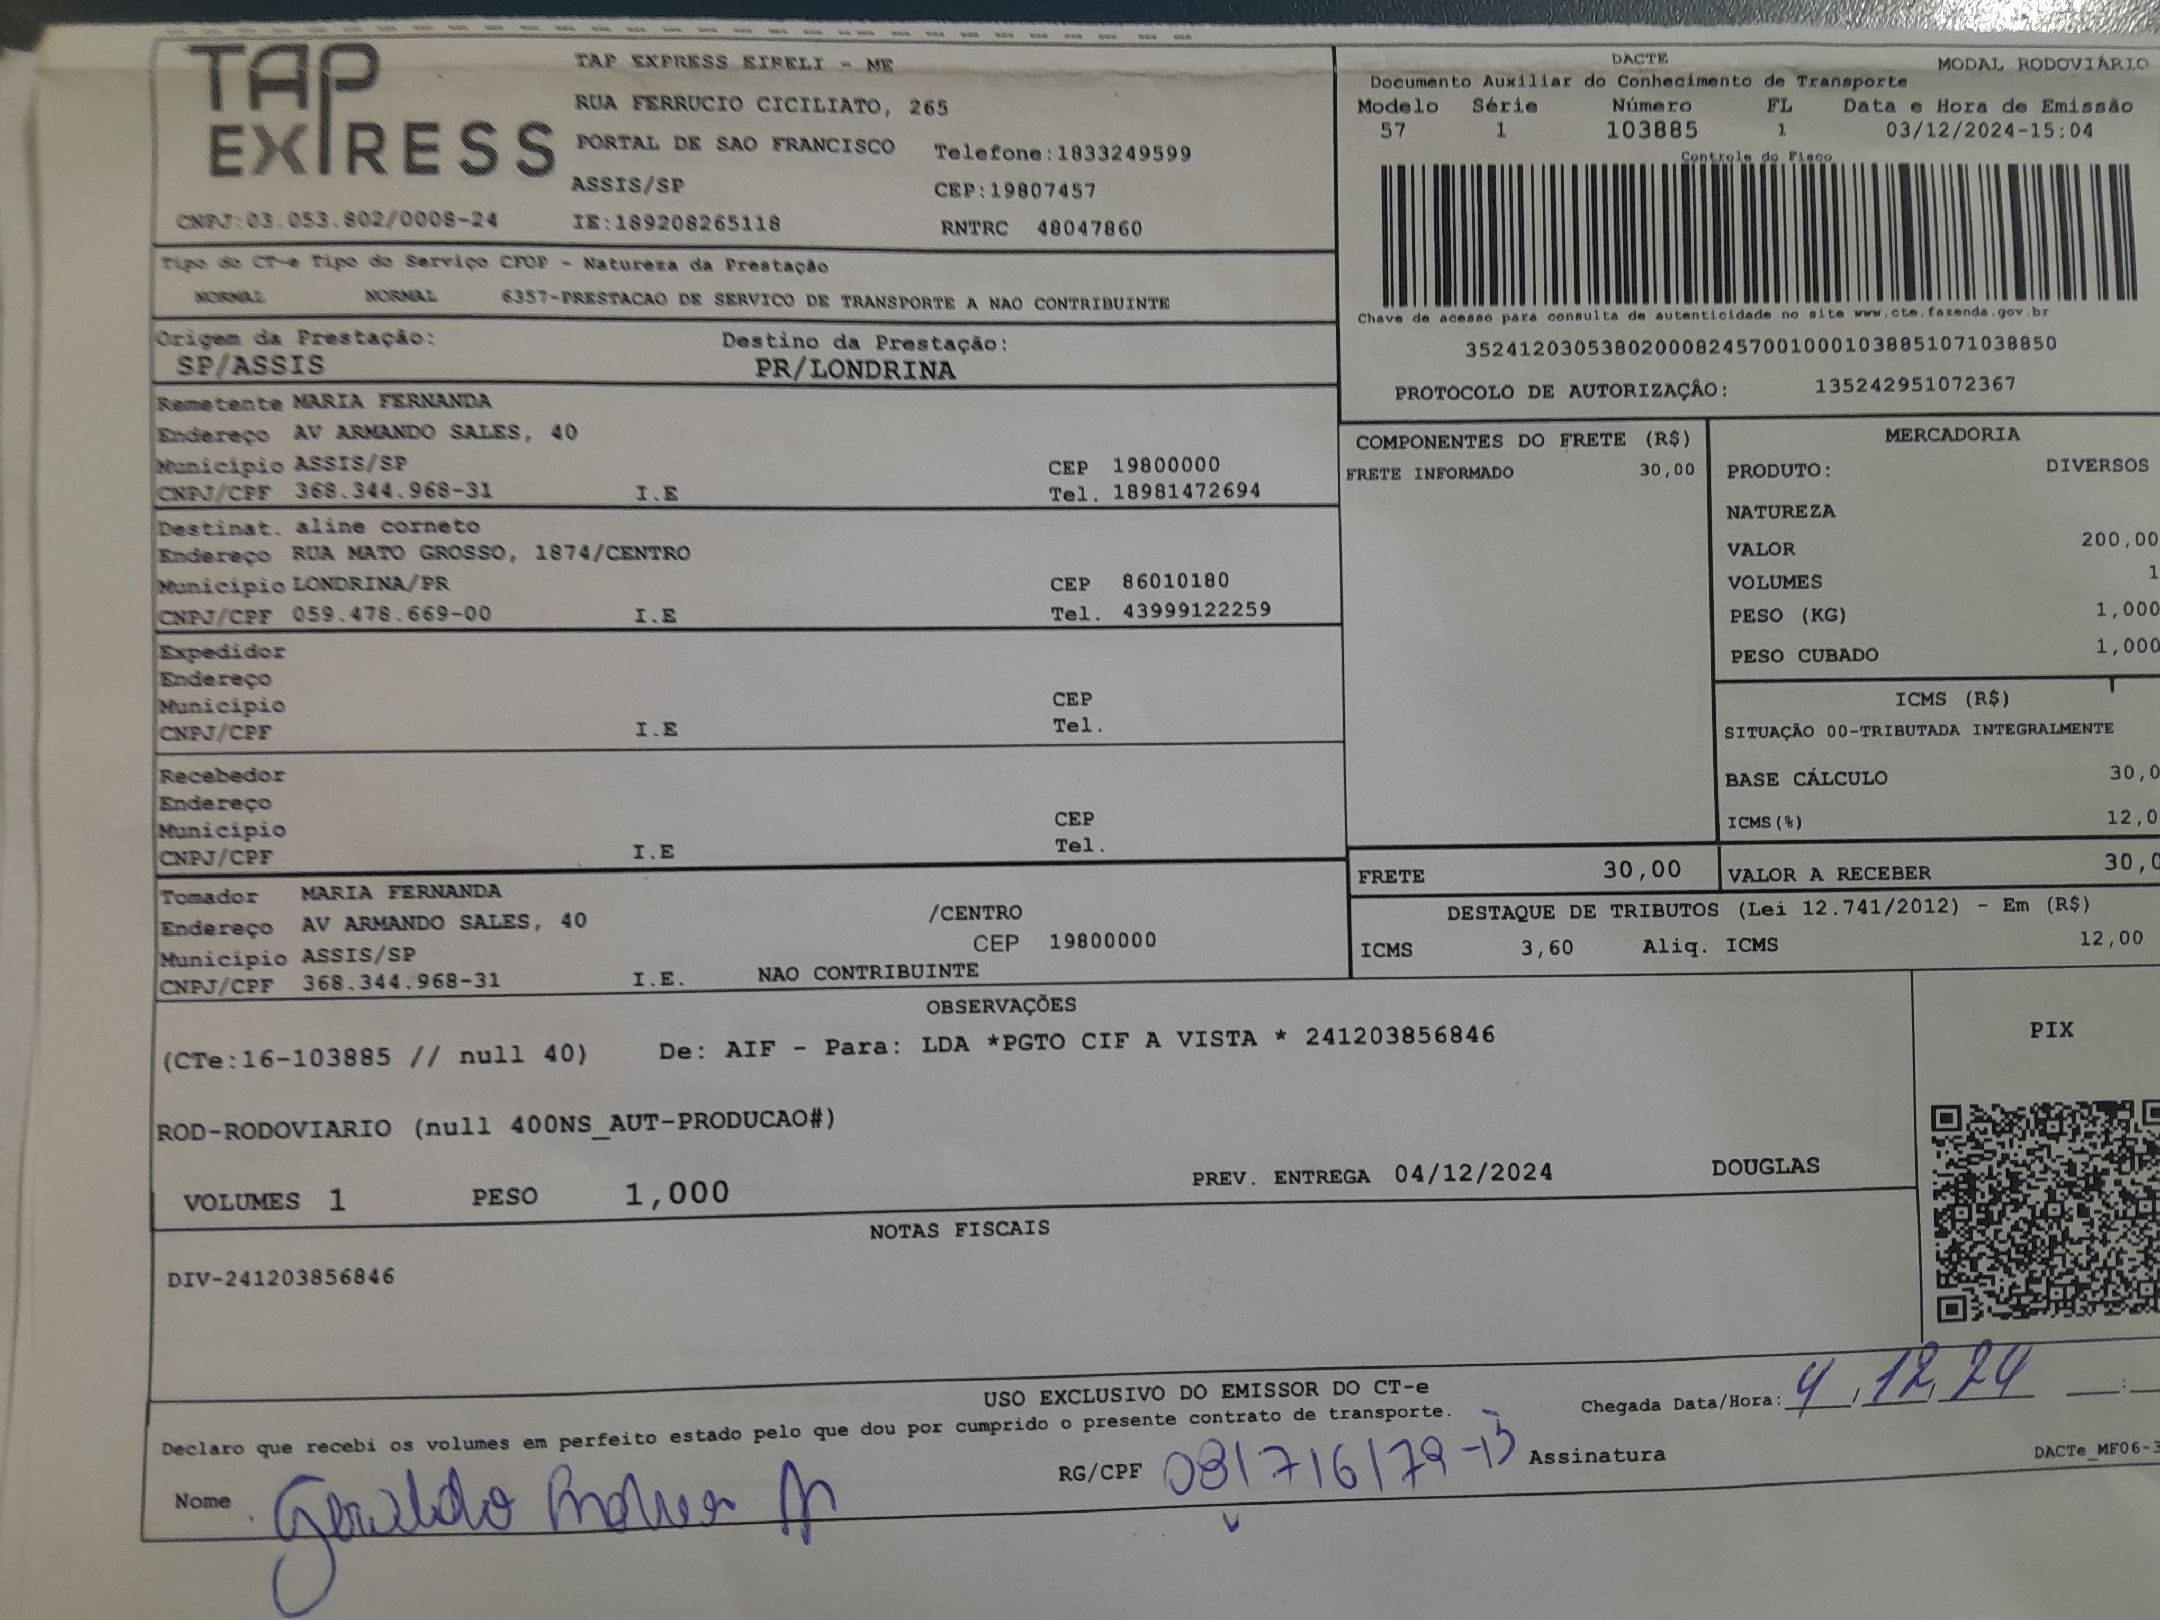 TAP EXPRESS
TAP EXPRESS EIRELI - ME
RUA FERRUCIO CICILIATO, 265
PORTAL DE SAO FRANCISCO Telefone:1833249599
ASSIS/SP CEP:19807457
CNPJ:03.053.802/0008-24 IE:189208265118 RNTRC 48047860
DACTE MODAL RODOVIÁRIO
Documento Auxiliar do Conhecimento de Transporte
Modelo Série Número FL Data e Hora de Emissão
57 1 103885 1 03/12/2024-15:04
Controle do Fisco
Chave de acesso para consulta de autenticidade no site www.cte.fazenda.gov.br
35241203053802000824570010001038851071038850
PROTOCOLO DE AUTORIZAÇÃO: 135242951072367
Tipo do CT-e Tipo do Serviço CFOP - Natureza da Prestação
NORMAL NORMAL 6357-PRESTACAO DE SERVICO DE TRANSPORTE A NAO CONTRIBUINTE
Origem da Prestação: Destino da Prestação:
SP/ASSIS PR/LONDRINA
Remetente MARIA FERNANDA
Endereço AV ARMANDO SALES, 40
Município ASSIS/SP CEP 19800000
CNPJ/CPF 368.344.968-31 I.E Tel. 18981472694
Destinat. aline corneto
Endereço RUA MATO GROSSO, 1874/CENTRO
Município LONDRINA/PR CEP 86010180
CNPJ/CPF 059.478.669-00 I.E Tel. 43999122259
Expedidor
Endereço
Município CEP
CNPJ/CPF I.E Tel.
Recebedor
Endereço
Município CEP
CNPJ/CPF I.E Tel.
Tomador MARIA FERNANDA
Endereço AV ARMANDO SALES, 40 /CENTRO
Município ASSIS/SP CEP 19800000
CNPJ/CPF 368.344.968-31 I.E. NAO CONTRIBUINTE
COMPONENTES DO FRETE (R$)
FRETE INFORMADO 30,00
MERCADORIA
PRODUTO: DIVERSOS
NATUREZA
VALOR 200,00
VOLUMES 1
PESO (KG) 1,000
PESO CUBADO 1,000
ICMS (R$)
SITUAÇÃO 00-TRIBUTADA INTEGRALMENTE
BASE CÁLCULO 30,0
ICMS(%) 12,0
FRETE 30,00 VALOR A RECEBER 30,0
DESTAQUE DE TRIBUTOS (Lei 12.741/2012) - Em (R$)
ICMS 3,60 Aliq. ICMS 12,00
OBSERVAÇÕES
(CTe:16-103885 // null 40) De: AIF - Para: LDA *PGTO CIF A VISTA * 241203856846
ROD-RODOVIARIO (null 400NS_AUT-PRODUCAO#)
VOLUMES 1 PESO 1,000 PREV. ENTREGA 04/12/2024 DOUGLAS
PIX
NOTAS FISCAIS
DIV-241203856846
USO EXCLUSIVO DO EMISSOR DO CT-e
Chegada Data/Hora: 4, 12, 24 __:_
Declaro que recebi os volumes em perfeito estado pelo que dou por cumprido o presente contrato de transporte.
Nome Geraldo RG/CPF Assinatura
DACTe_MF06-3